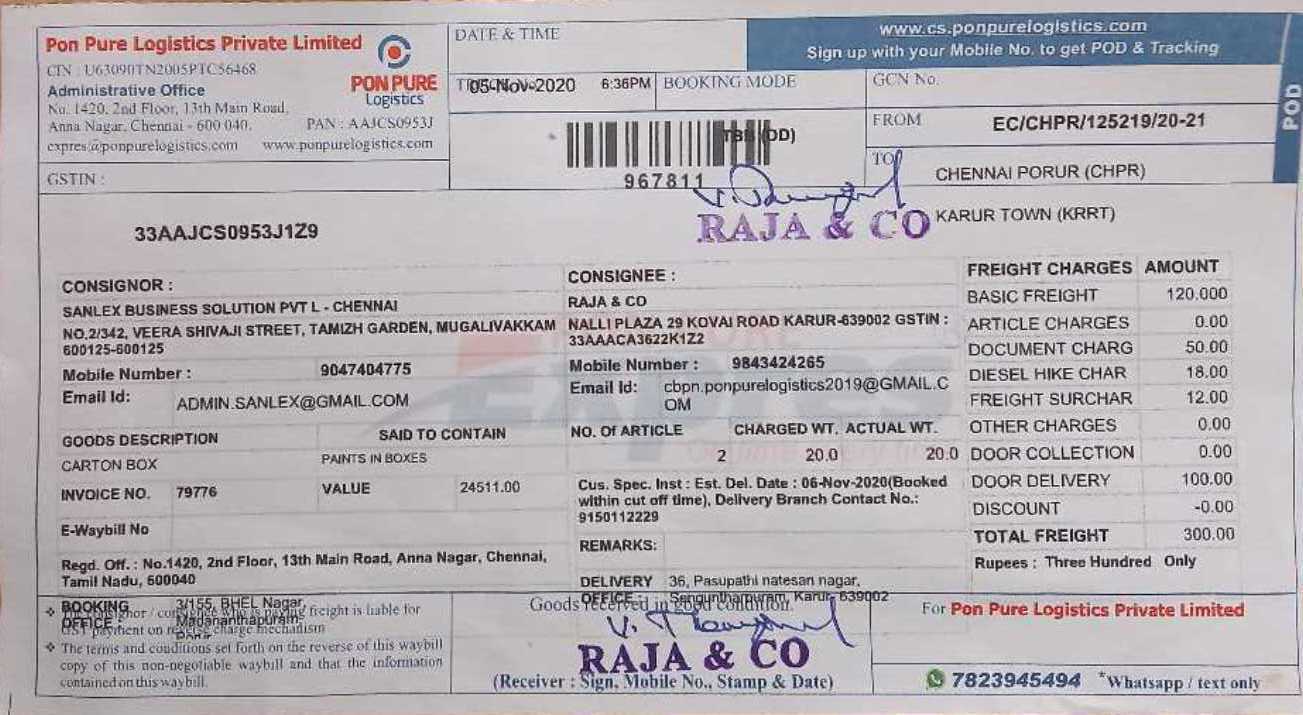 Pon Pure Logistics Private Limited
CIN : U63090TN2005PTC56468
Administrative Office
No. 1420, 2nd Floor, 13th Main Road,
Anna Nagar, Chennai - 600 040.
PAN : AAJCS0953J
expres@ponpurelogistics.com www.ponpurelogistics.com
PON PURE
Logistics
GSTIN :
33AAJCS0953J1Z9
DATE & TIME
05-Nov-2020 6:36PM
BOOKING MODE
(DD)
967811
www.cs.ponpurelogistics.com
Sign up with your Mobile No. to get POD & Tracking
POD
GCN No.
FROM
EC/CHPR/125219/20-21
TO
CHENNAI PORUR (CHPR)
KARUR TOWN (KRRT)
RAJA & CO
CONSIGNOR :
SANLEX BUSINESS SOLUTION PVT L - CHENNAI
NO.2/342, VEERA SHIVAJI STREET, TAMIZH GARDEN, MUGALIVAKKAM
600125-600125
Mobile Number : 9047404775
Email Id: ADMIN.SANLEX@GMAIL.COM
CONSIGNEE :
RAJA & CO
NALLI PLAZA 29 KOVAI ROAD KARUR-639002 GSTIN :
33AAACA3622K1Z2
Mobile Number : 9843424265
Email Id: cbpn.ponpurelogistics2019@GMAIL.C
OM
GOODS DESCRIPTION SAID TO CONTAIN
CARTON BOX PAINTS IN BOXES
INVOICE NO. 79776 VALUE 24511.00
E-Waybill No
Regd. Off. : No.1420, 2nd Floor, 13th Main Road, Anna Nagar, Chennai,
Tamil Nadu, 600040
NO. Of ARTICLE CHARGED WT. ACTUAL WT.
2 20.0 20.0
Cus. Spec. Inst : Est. Del. Date : 06-Nov-2020(Booked
within cut off time), Delivery Branch Contact No.:
9150112229
REMARKS:
DELIVERY 36, Pasupathi natesan nagar,
OFFICE : Sengunthapuram, Karur- 639002
FREIGHT CHARGES AMOUNT
BASIC FREIGHT 120.000
ARTICLE CHARGES 0.00
DOCUMENT CHARG 50.00
DIESEL HIKE CHAR 18.00
FREIGHT SURCHAR 12.00
OTHER CHARGES 0.00
DOOR COLLECTION 0.00
DOOR DELIVERY 100.00
DISCOUNT -0.00
TOTAL FREIGHT 300.00
Rupees : Three Hundred Only
BOOKING 3/155, BHEL Nagar,
OFFICE : Madananthapuram,
freight is liable for
GST payment on reverse charge mechanism
The terms and conditions set forth on the reverse of this waybill
copy of this non-negotiable waybill and that the information
contained on this waybill.
Goods received in good condition.
RAJA & CO
(Receiver : Sign, Mobile No., Stamp & Date)
For Pon Pure Logistics Private Limited
7823945494 *Whatsapp / text only